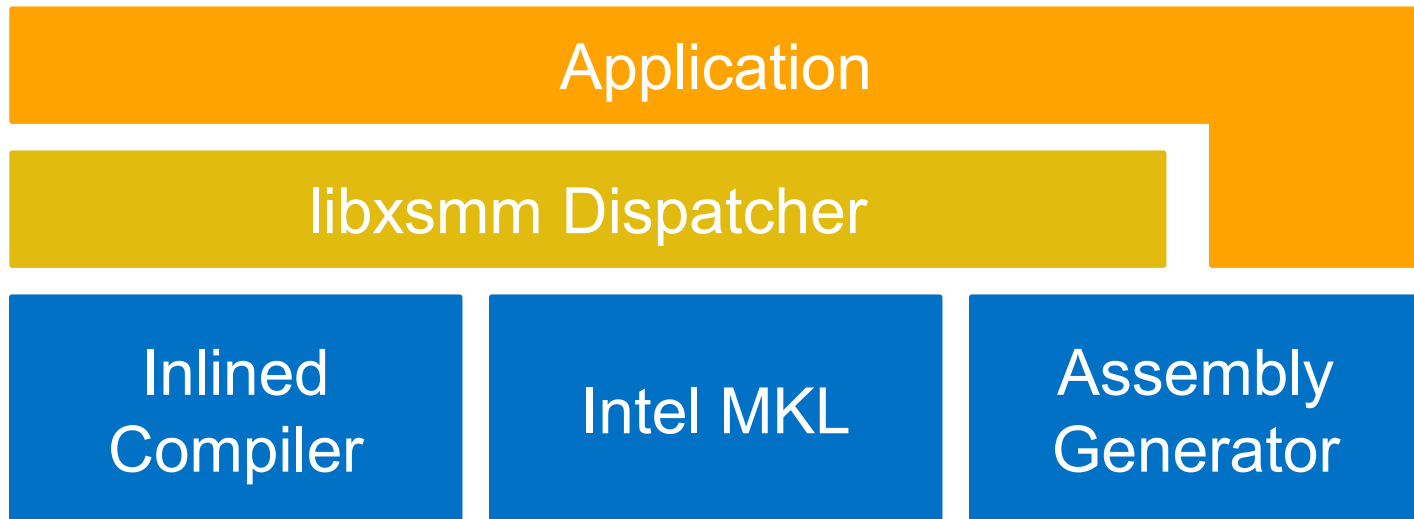 Application
libxsmm Dispatcher
Inlined
Compiler
Intel MKL
Assembly
Generator